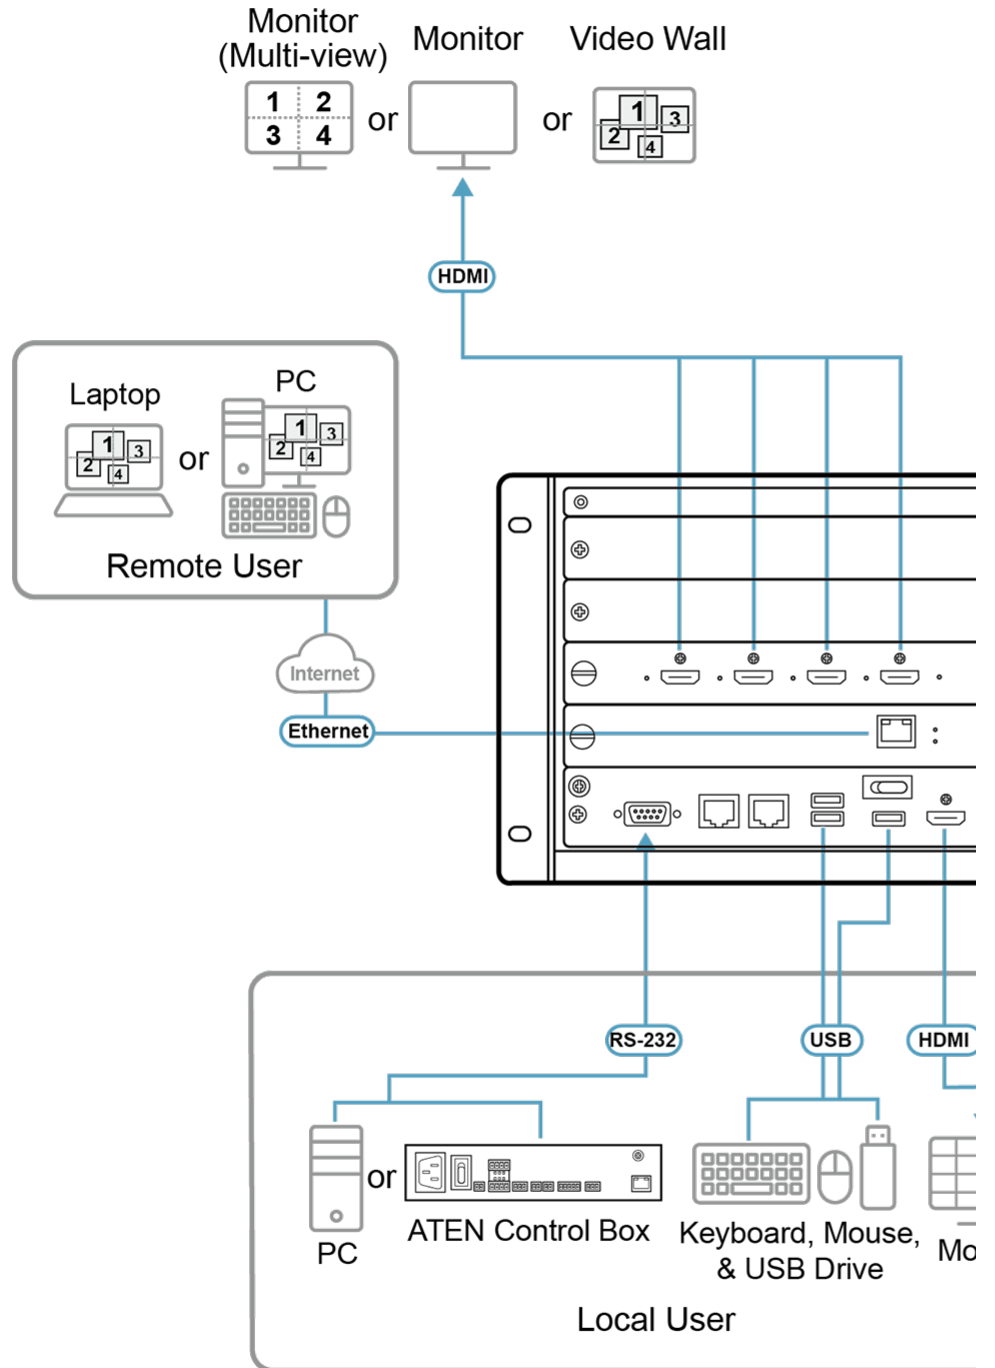 Monitor
(Multi-view)
Monitor
Video Wall
1 2
3 4
or
or
1
2
3
4
HDMI
Laptop
PC
1
2
3
4
or
1
2
3
4
Remote User
Internet
Ethernet
RS-232
USB
HDMI
or
PC
ATEN Control Box
Keyboard, Mouse,
& USB Drive
Mo
Local User